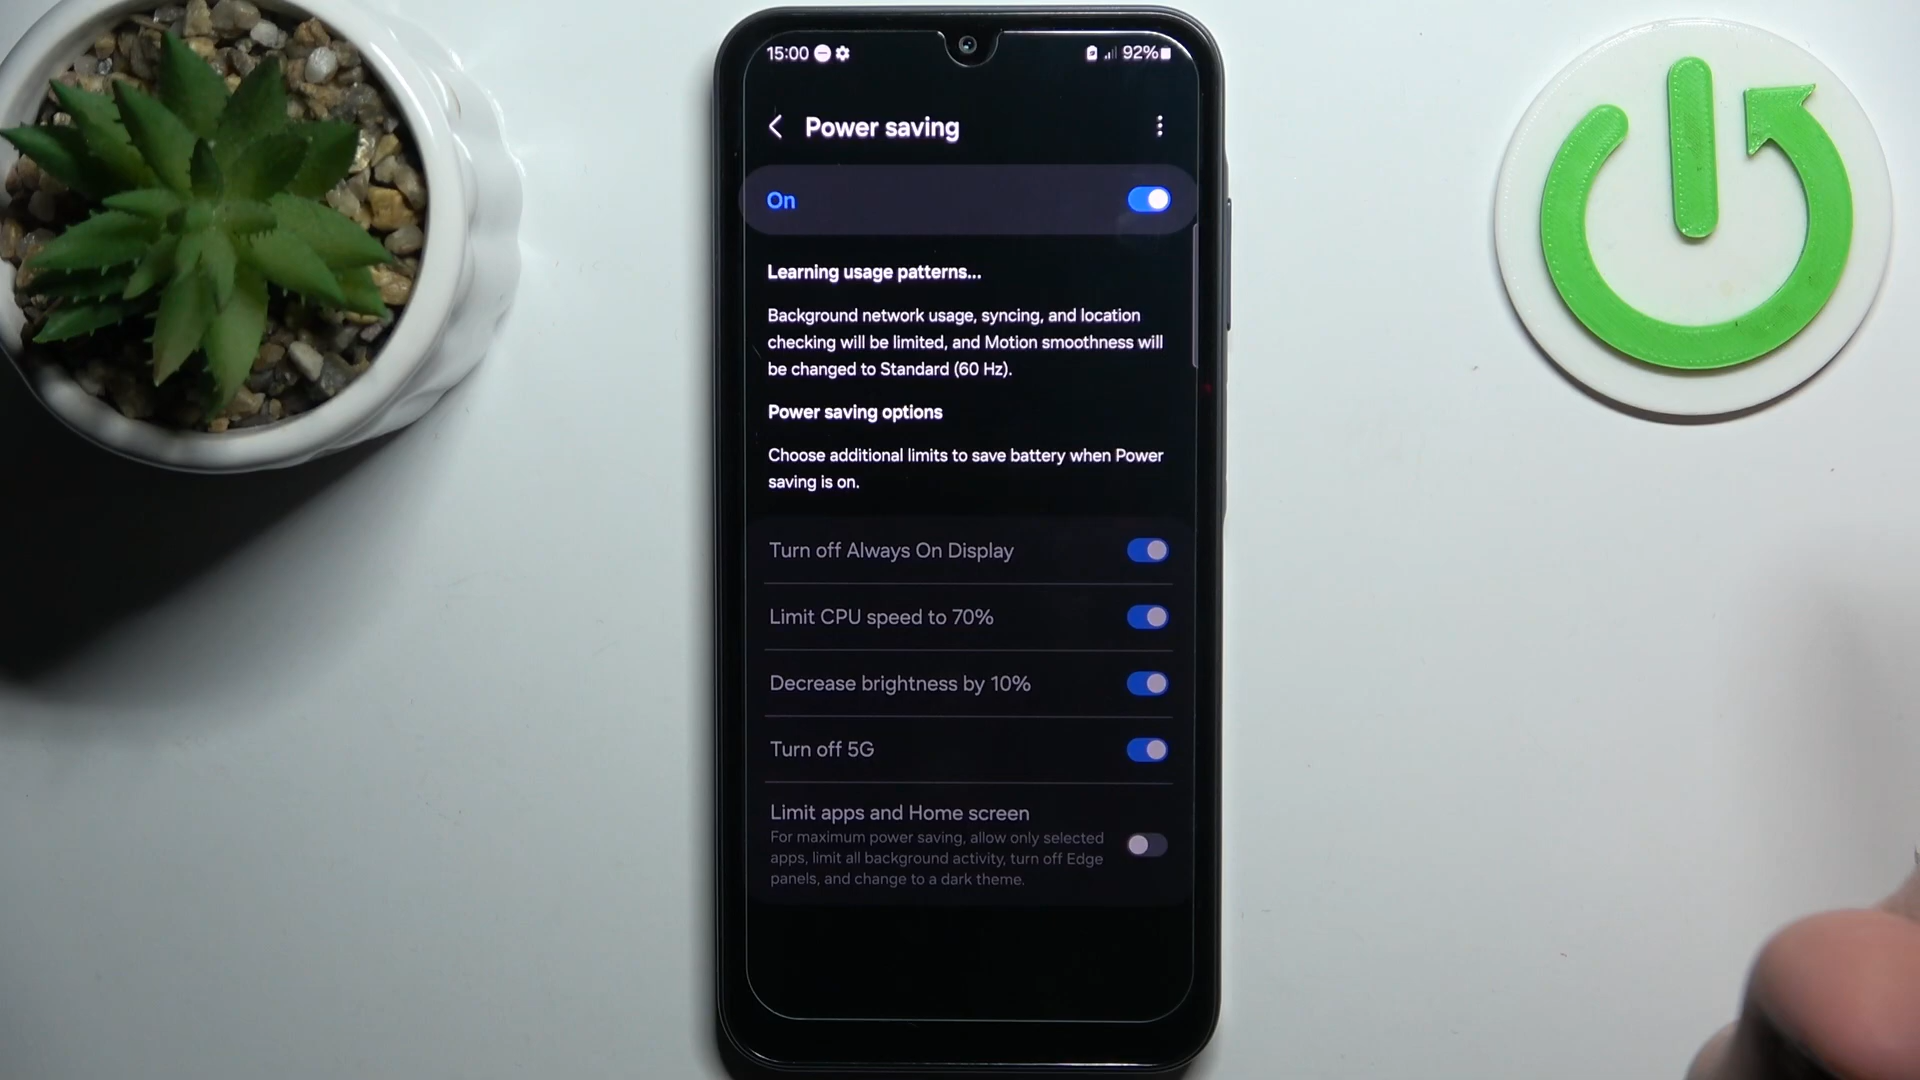 15:00 92%
Power saving
On
Learning usage patterns...
Background network usage, syncing, and location
checking will be limited, and Motion smoothness will
be changed to Standard (60 Hz).
Power saving options
Choose additional limits to save battery when Power
saving is on.
Turn off Always On Display
Limit CPU speed to 70%
Decrease brightness by 10%
Turn off 5G
Limit apps and Home screen
For maximum power saving, allow only selected
apps, limit all background activity, turn off Edge
panels, and change to a dark theme.